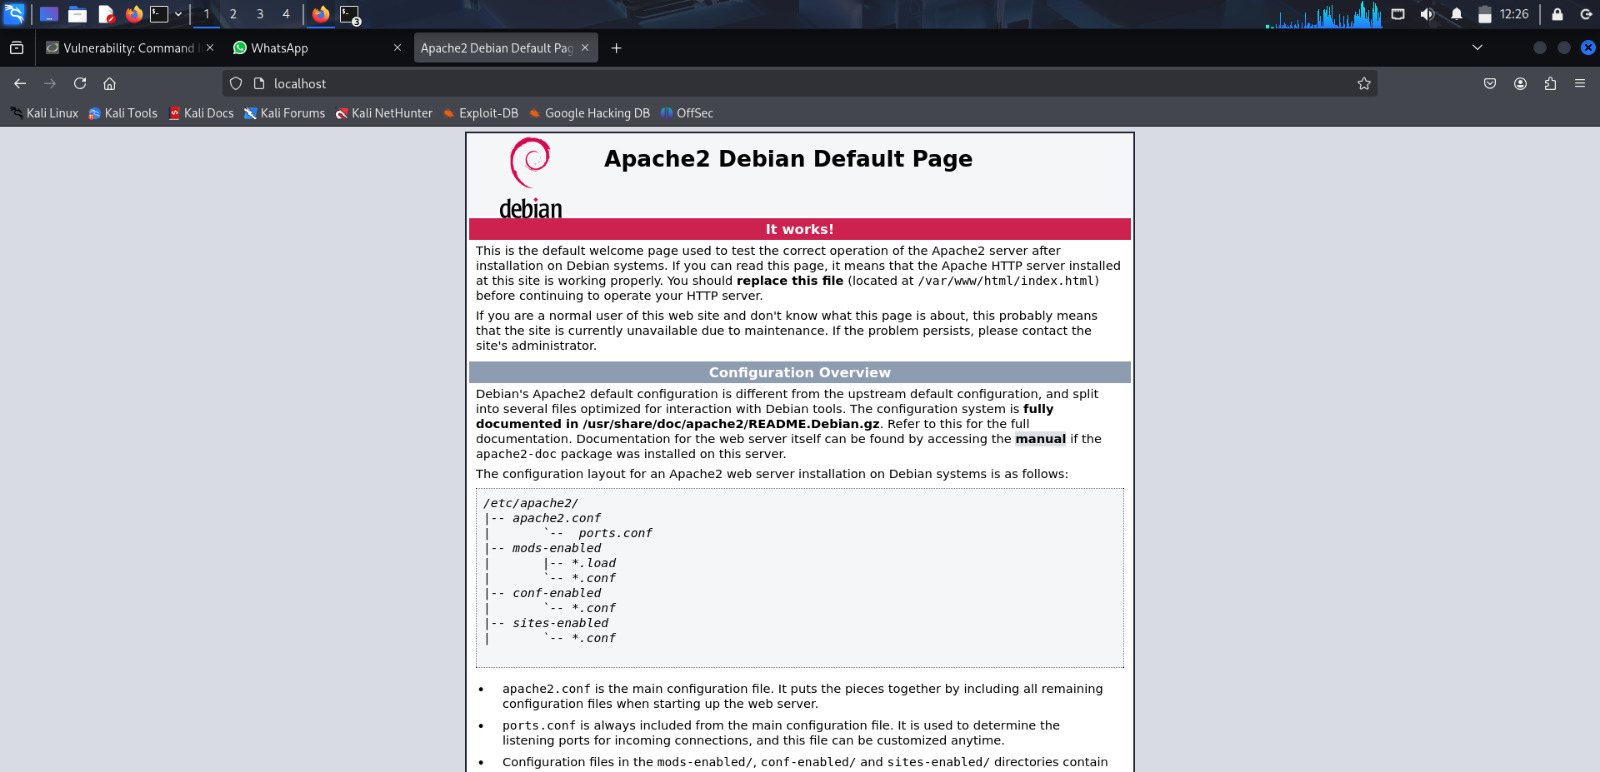 1 2 3 4 3 12:26
Vulnerability: Command I WhatsApp Apache2 Debian Default Pag
localhost
Kali Linux Kali Tools Kali Docs Kali Forums Kali NetHunter Exploit-DB Google Hacking DB OffSec
Apache2 Debian Default Page
debian
It works!
This is the default welcome page used to test the correct operation of the Apache2 server after
installation on Debian systems. If you can read this page, it means that the Apache HTTP server installed
at this site is working properly. You should replace this file (located at /var/www/html/index.html)
before continuing to operate your HTTP server.
If you are a normal user of this web site and don't know what this page is about, this probably means
that the site is currently unavailable due to maintenance. If the problem persists, please contact the
site's administrator.
Configuration Overview
Debian's Apache2 default configuration is different from the upstream default configuration, and split
into several files optimized for interaction with Debian tools. The configuration system is fully
documented in /usr/share/doc/apache2/README.Debian.gz. Refer to this for the full
documentation. Documentation for the web server itself can be found by accessing the manual if the
apache2-doc package was installed on this server.
The configuration layout for an Apache2 web server installation on Debian systems is as follows:
/etc/apache2/
|-- apache2.conf
|       `--  ports.conf
|-- mods-enabled
|       |-- *.load
|       `-- *.conf
|-- conf-enabled
|       `-- *.conf
|-- sites-enabled
|       `-- *.conf
• apache2.conf is the main configuration file. It puts the pieces together by including all remaining
configuration files when starting up the web server.
• ports.conf is always included from the main configuration file. It is used to determine the
listening ports for incoming connections, and this file can be customized anytime.
• Configuration files in the mods-enabled/, conf-enabled/ and sites-enabled/ directories contain